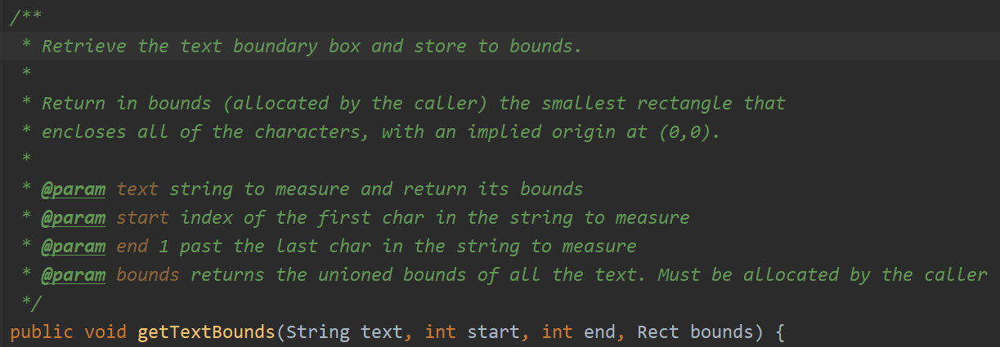 /**
 * Retrieve the text boundary box and store to bounds.
 *
 * Return in bounds (allocated by the caller) the smallest rectangle that
 * encloses all of the characters, with an implied origin at (0,0).
 *
 * @param text string to measure and return its bounds
 * @param start index of the first char in the string to measure
 * @param end 1 past the last char in the string to measure
 * @param bounds returns the unioned bounds of all the text. Must be allocated by the caller
 */
public void getTextBounds(String text, int start, int end, Rect bounds) {